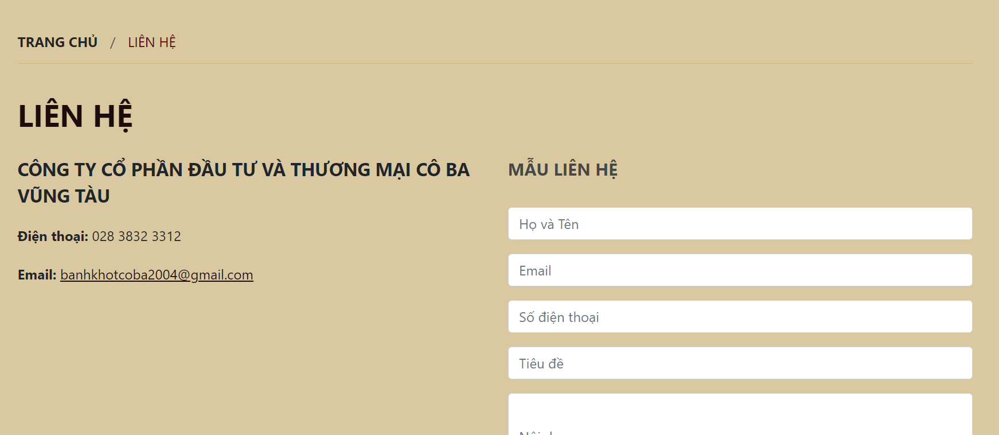 TRANG CHỦ / LIÊN HỆ
LIÊN HỆ
CÔNG TY CỔ PHẦN ĐẦU TƯ VÀ THƯƠNG MẠI CÔ BA
VŨNG TÀU
Điện thoại: 028 3832 3312
Email: banhkhotcoba2004@gmail.com
MẪU LIÊN HỆ
Họ và Tên
Email
Số điện thoại
Tiêu đề